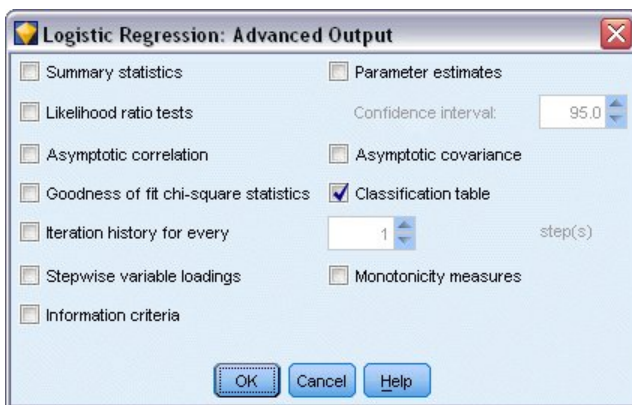 Logistic Regression: Advanced Output
Summary statistics
Parameter estimates
Likelihood ratio tests
Confidence interval:
95.0
Asymptotic correlation
Asymptotic covariance
Goodness of fit chi-square statistics
Classification table
Iteration history for every
1
step(s)
Stepwise variable loadings
Monotonicity measures
Information criteria
OK
Cancel
Help